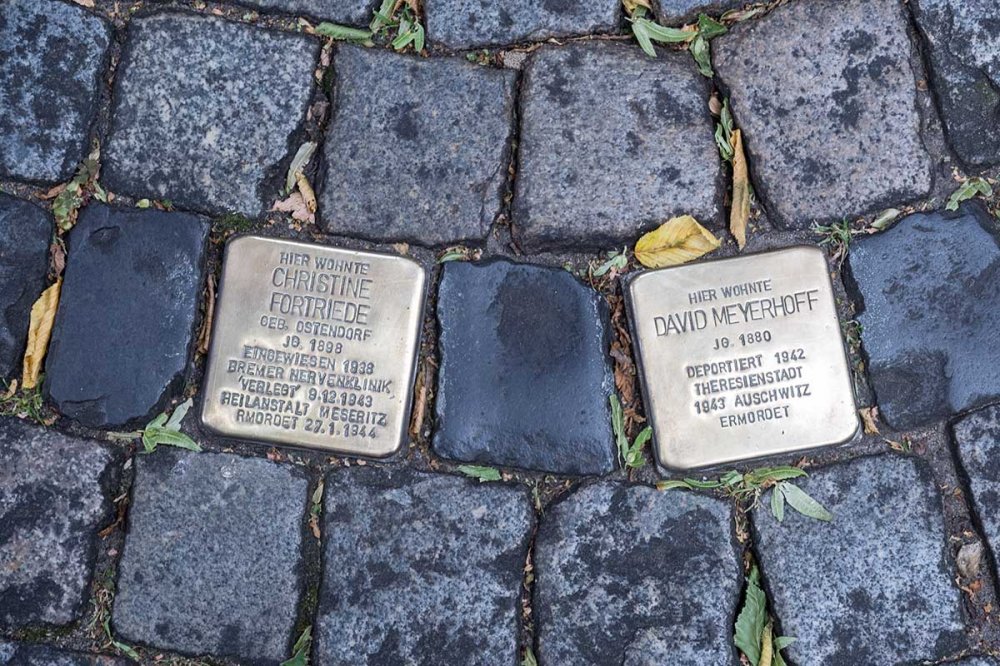 HIER WOHNTE
CHRISTINE
FORTRIEDE
GEB. OSTENDORF
JG. 1898
EINGEWIESEN 1938
BREMER NERVENKLINIK
'VERLEGT' 9.12.1943
HEILANSTALT MESERITZ
ERMORDET 27.1.1944
HIER WOHNTE
DAVID MEYERHOFF
JG. 1880
DEPORTIERT 1942
THERESIENSTADT
1943 AUSCHWITZ
ERMORDET